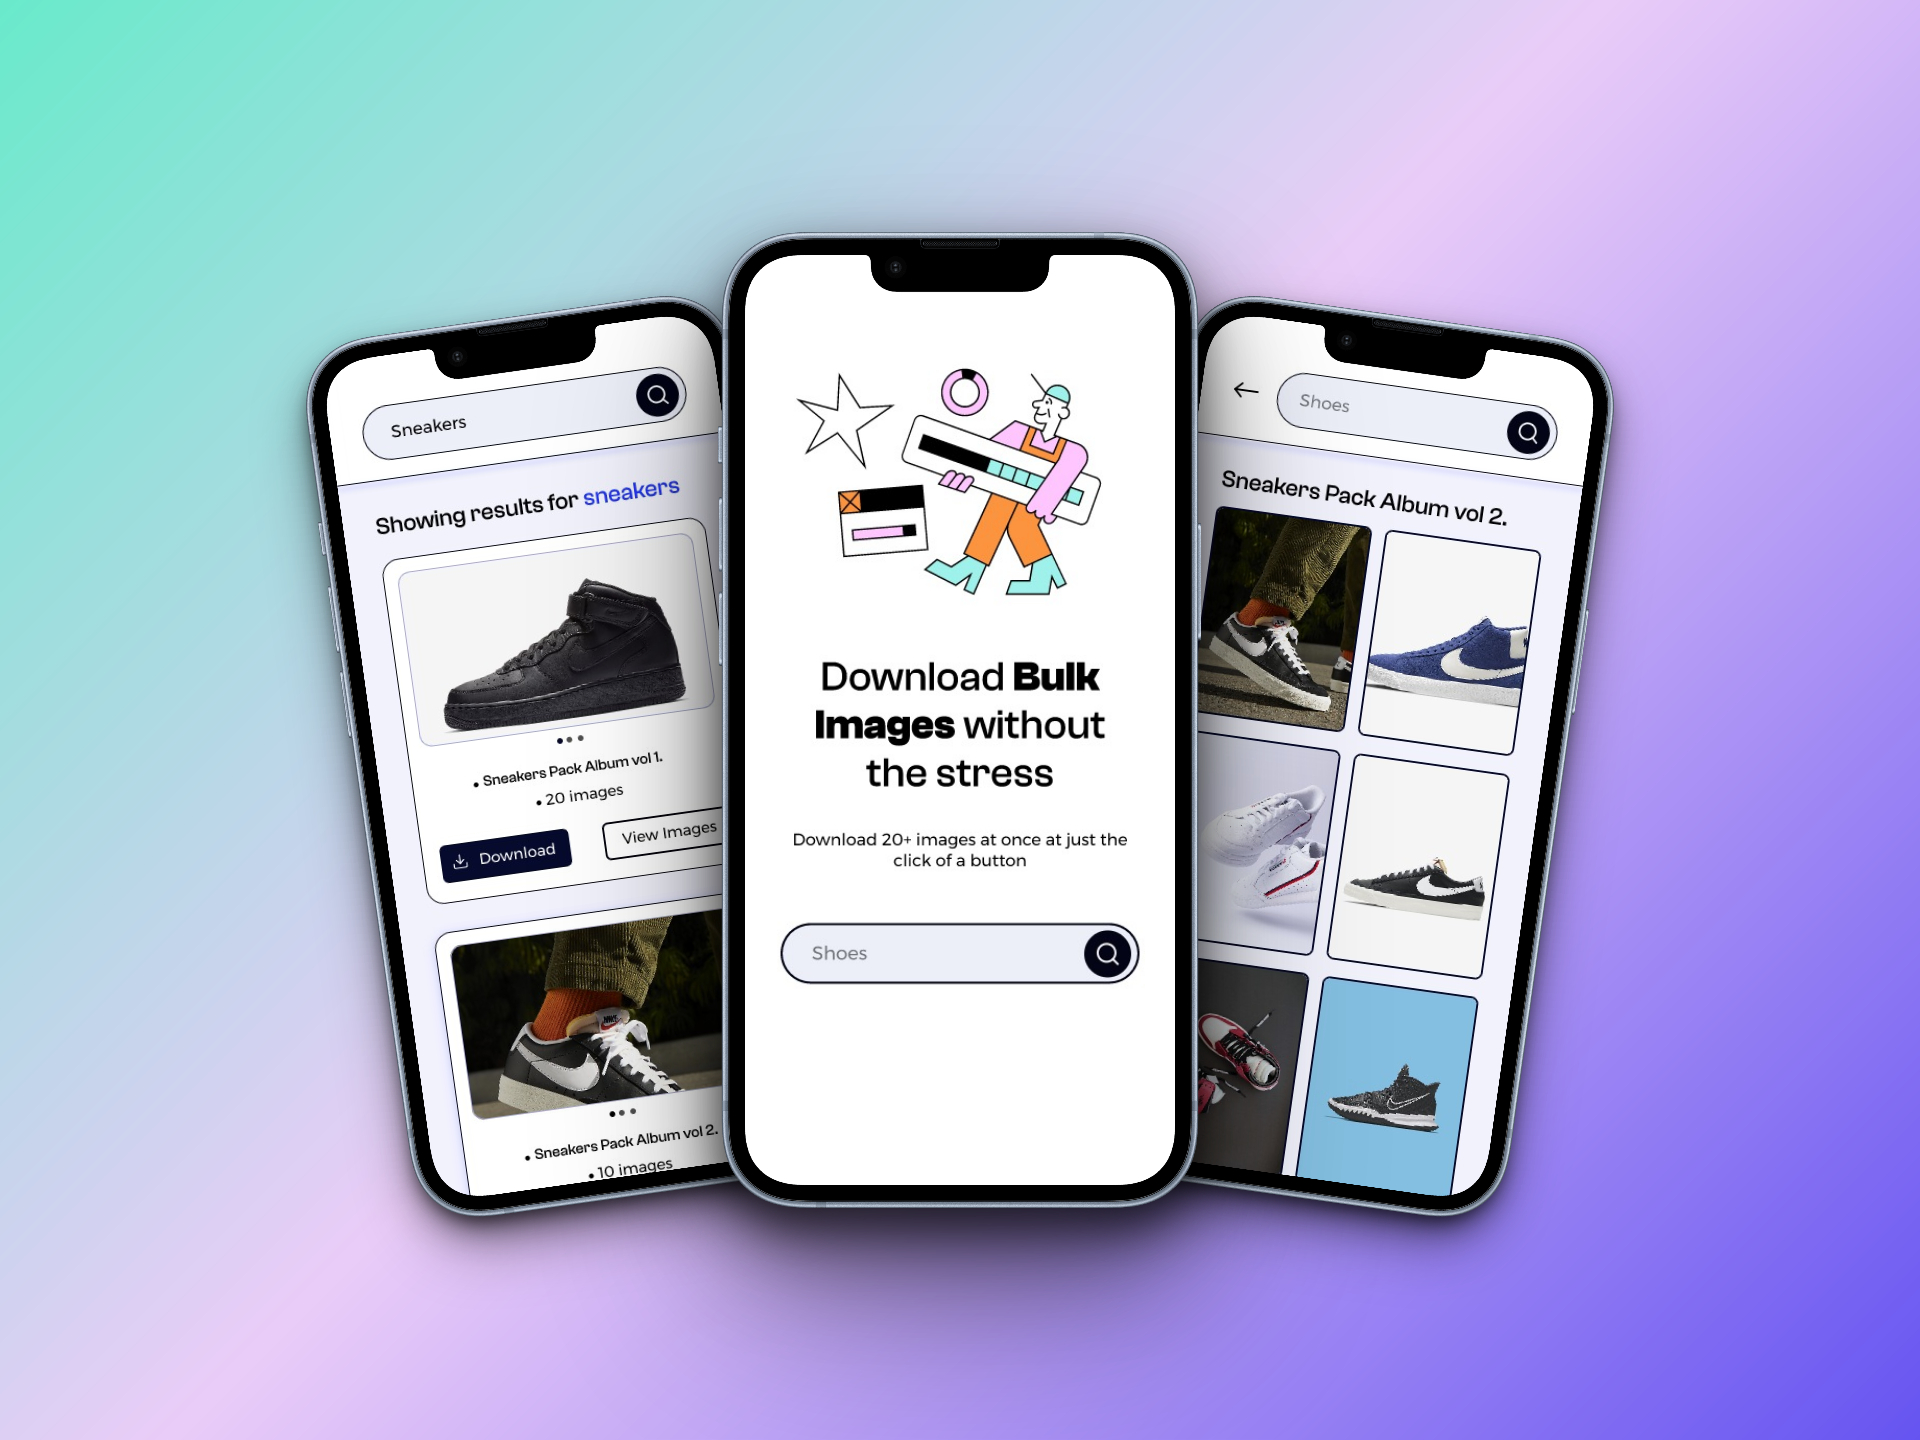 Sneakers
Showing results for sneakers
• Sneakers Pack Album vol 1.
• 20 images
Download
View Images
• Sneakers Pack Album vol 2.
• 10 images
Download Bulk
Images without
the stress
Download 20+ images at once at just the
click of a button
Shoes
Shoes
Sneakers Pack Album vol 2.